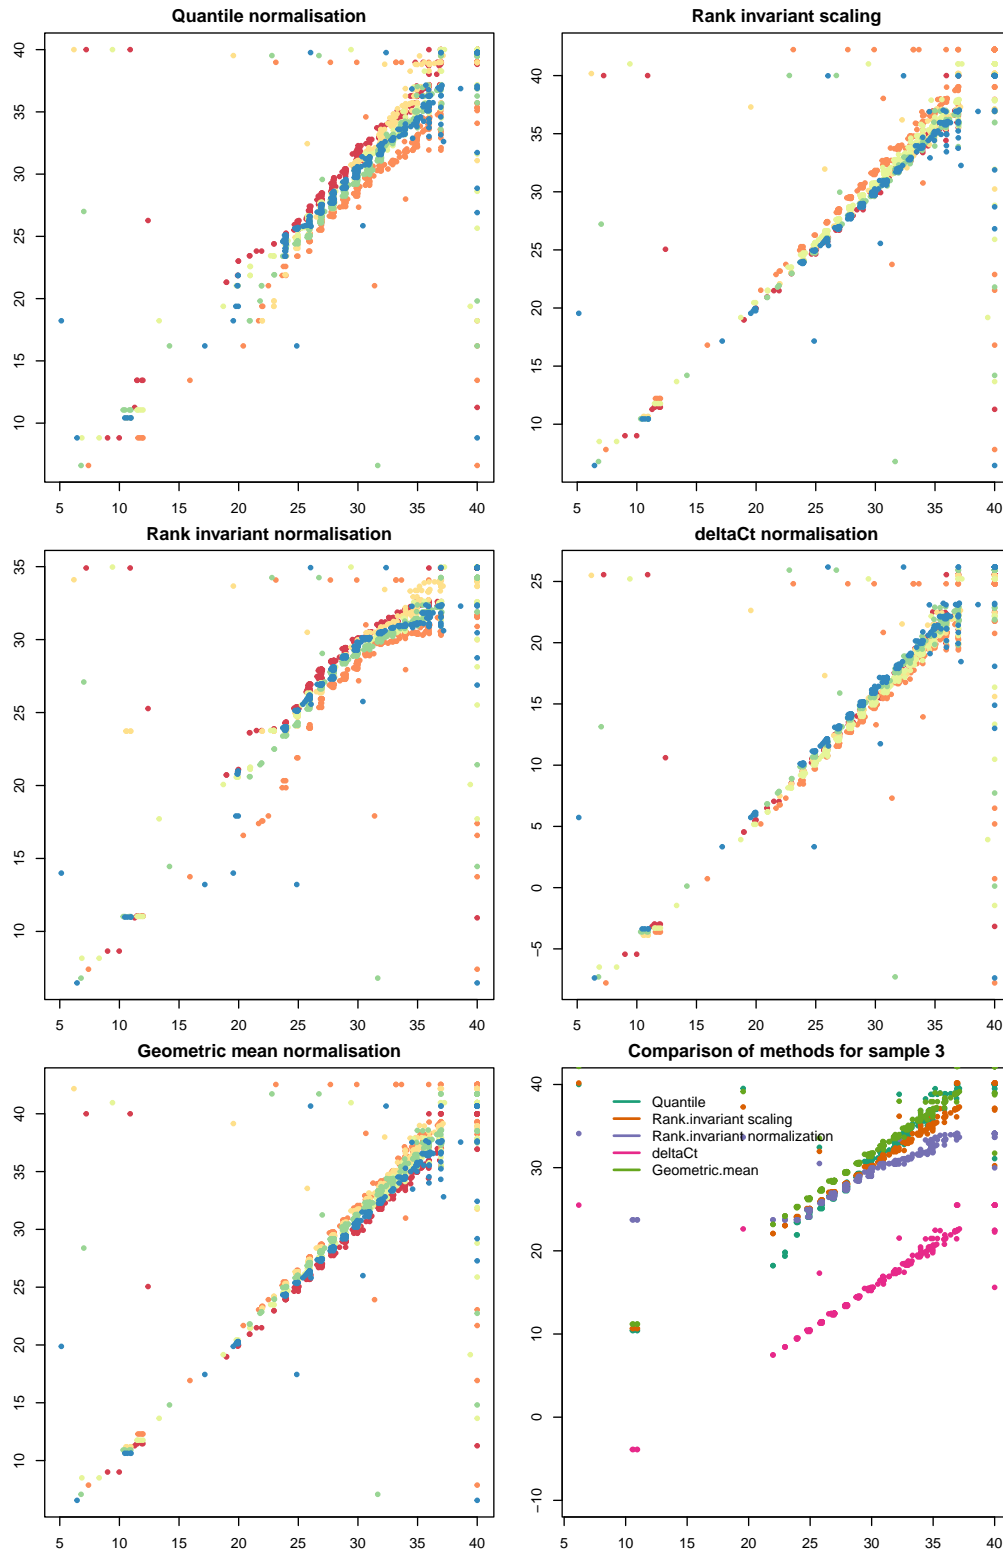 Quantile normalisation
40
35
30
25
20
15
10
5 10 15 20 25 30 35 40
Rank invariant scaling
40
35
30
25
20
15
10
5 10 15 20 25 30 35 40
Rank invariant normalisation
35
30
25
20
15
10
5 10 15 20 25 30 35 40
deltaCt normalisation
25
20
15
10
5
0
−5
5 10 15 20 25 30 35 40
Geometric mean normalisation
40
35
30
25
20
15
10
5 10 15 20 25 30 35 40
Comparison of methods for sample 3
Quantile
Rank.invariant scaling
Rank.invariant normalization
deltaCt
Geometric.mean
40
30
20
10
0
−10
5 10 15 20 25 30 35 40